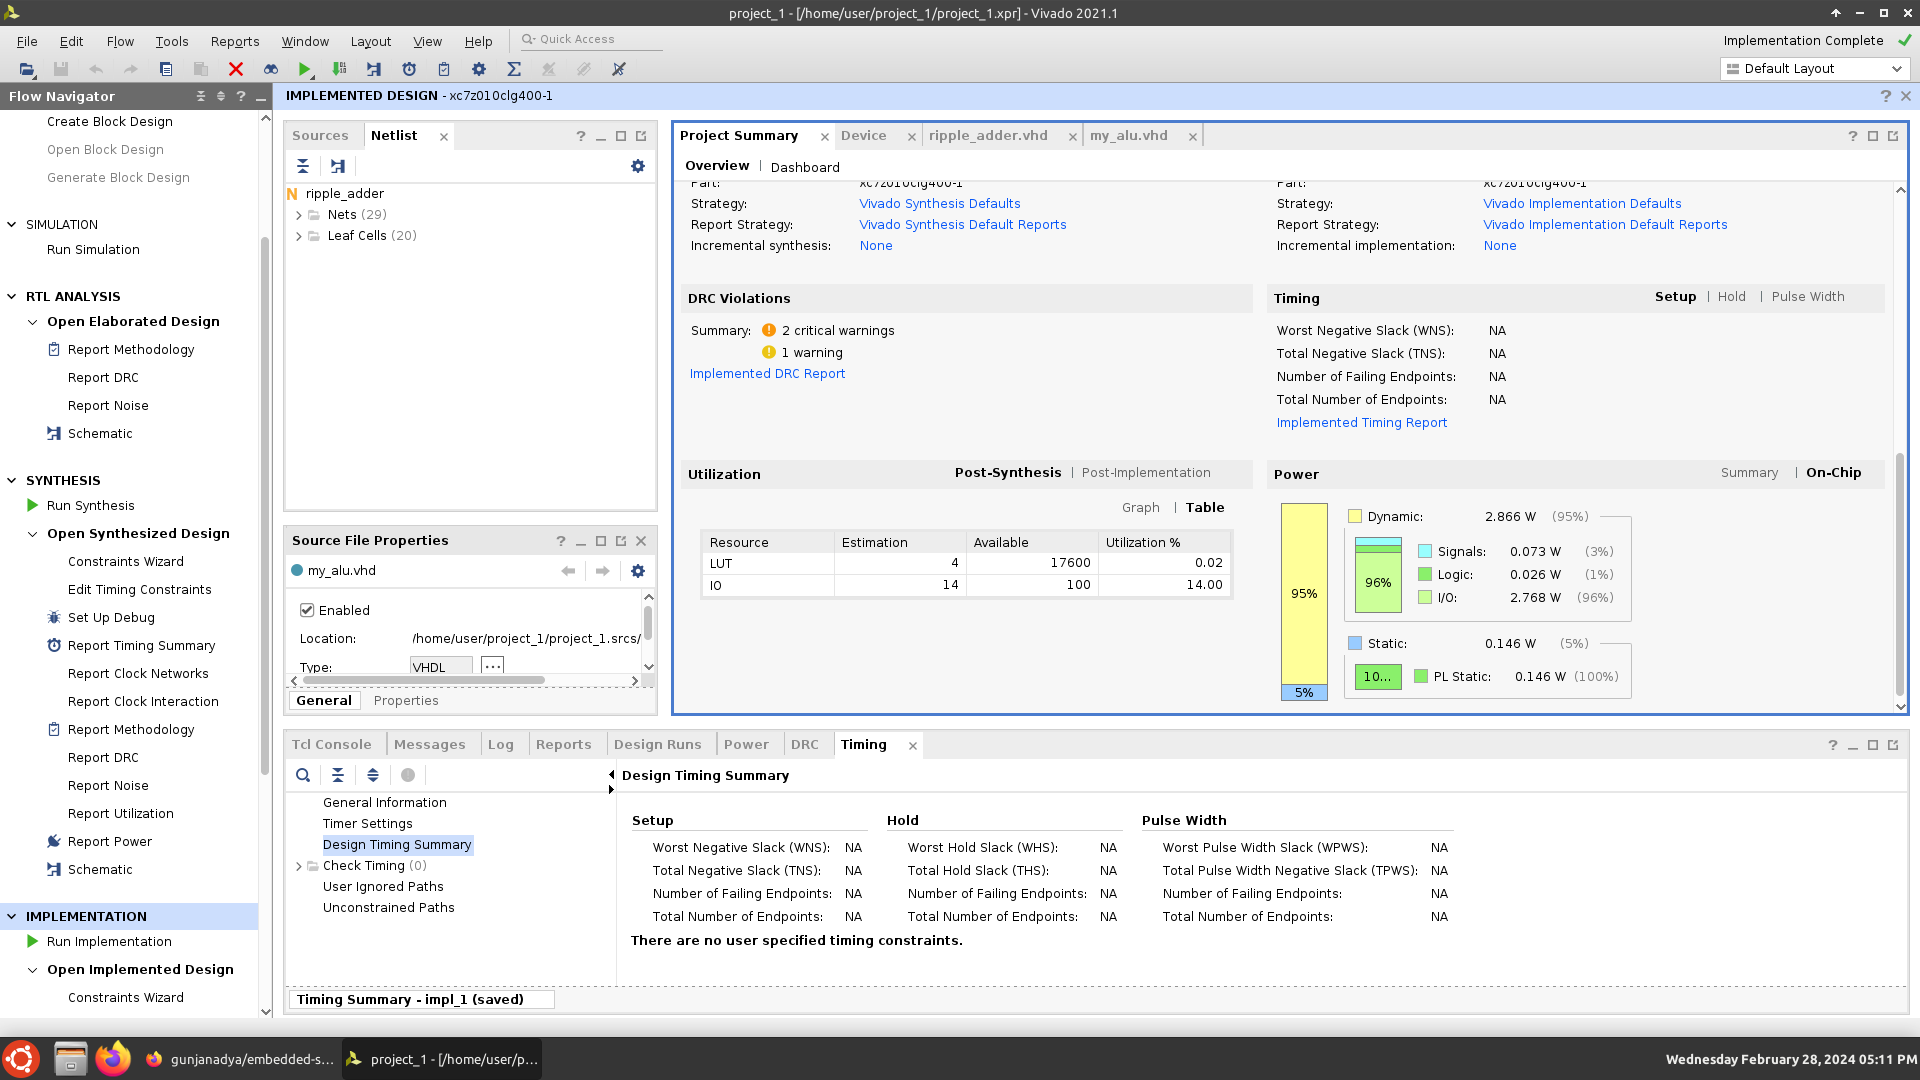 project_1 - [/home/user/project_1/project_1.xpr] - Vivado 2021.1
File Edit Flow Tools Reports Window Layout View Help Quick Access
Implementation Complete
Default Layout
Flow Navigator
IMPLEMENTED DESIGN - xc7z010clg400-1
Create Block Design
Open Block Design
Generate Block Design
SIMULATION
Run Simulation
RTL ANALYSIS
Open Elaborated Design
Report Methodology
Report DRC
Report Noise
Schematic
SYNTHESIS
Run Synthesis
Open Synthesized Design
Constraints Wizard
Edit Timing Constraints
Set Up Debug
Report Timing Summary
Report Clock Networks
Report Clock Interaction
Report Methodology
Report DRC
Report Noise
Report Utilization
Report Power
Schematic
IMPLEMENTATION
Run Implementation
Open Implemented Design
Constraints Wizard
Sources Netlist
N ripple_adder
Nets (29)
Leaf Cells (20)
Source File Properties
my_alu.vhd
Enabled
Location: /home/user/project_1/project_1.srcs/
Type: VHDL ...
General Properties
Project Summary Device ripple_adder.vhd my_alu.vhd
Overview | Dashboard
Part: xc7z010clg400-1 Part: xc7z010clg400-1
Strategy: Vivado Synthesis Defaults Strategy: Vivado Implementation Defaults
Report Strategy: Vivado Synthesis Default Reports Report Strategy: Vivado Implementation Default Reports
Incremental synthesis: None Incremental implementation: None
DRC Violations
Summary: 2 critical warnings
1 warning
Implemented DRC Report
Timing Setup | Hold | Pulse Width
Worst Negative Slack (WNS): NA
Total Negative Slack (TNS): NA
Number of Failing Endpoints: NA
Total Number of Endpoints: NA
Implemented Timing Report
Utilization Post-Synthesis | Post-Implementation
Graph | Table
Resource Estimation Available Utilization %
LUT 4 17600 0.02
IO 14 100 14.00
Power Summary | On-Chip
95%
5%
Dynamic: 2.866 W (95%)
96%
Signals: 0.073 W (3%)
Logic: 0.026 W (1%)
I/O: 2.768 W (96%)
Static: 0.146 W (5%)
10... PL Static: 0.146 W (100%)
Tcl Console Messages Log Reports Design Runs Power DRC Timing
General Information
Timer Settings
Design Timing Summary
Check Timing (0)
User Ignored Paths
Unconstrained Paths
Design Timing Summary
Setup Hold Pulse Width
Worst Negative Slack (WNS): NA Worst Hold Slack (WHS): NA Worst Pulse Width Slack (WPWS): NA
Total Negative Slack (TNS): NA Total Hold Slack (THS): NA Total Pulse Width Negative Slack (TPWS): NA
Number of Failing Endpoints: NA Number of Failing Endpoints: NA Number of Failing Endpoints: NA
Total Number of Endpoints: NA Total Number of Endpoints: NA Total Number of Endpoints: NA
There are no user specified timing constraints.
Timing Summary - impl_1 (saved)
gunjanadya/embedded-s... project_1 - [/home/user/p... Wednesday February 28, 2024 05:11 PM